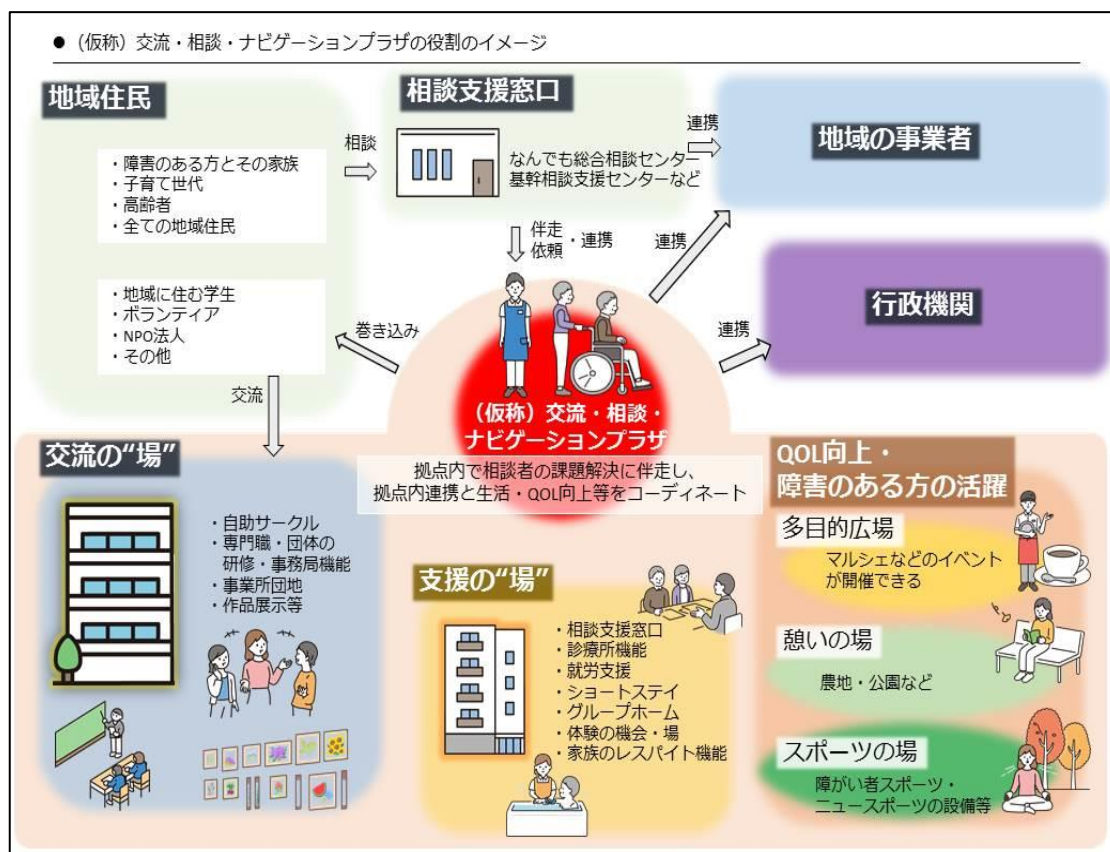 ●（仮称）交流・相談・ナビゲーションプラザの役割のイメージ
地域住民
・障害のある方とその家族
・子育て世代
・高齢者
・全ての地域住民
・地域に住む学生
・ボランティア
・NPO法人
・その他
相談
相談支援窓口
なんでも総合相談センター
基幹相談支援センターなど
連携
地域の事業者
伴走・連携
依頼
連携
行政機関
連携
巻き込み
交流
（仮称）交流・相談・
ナビゲーションプラザ
拠点内で相談者の課題解決に伴走し、
拠点内連携と生活・QOL向上等をコーディネート
交流の“場”
・自助サークル
・専門職・団体の
研修・事務局機能
・事業所団地
・作品展示等
支援の“場”
・相談支援窓口
・診療所機能
・就労支援
・ショートステイ
・グループホーム
・体験の機会・場
・家族のレスパイト機能
QOL向上・
障害のある方の活躍
多目的広場
マルシェなどのイベント
が開催できる
憩いの場
農地・公園など
スポーツの場
障がい者スポーツ・
ニュースポーツの設備等